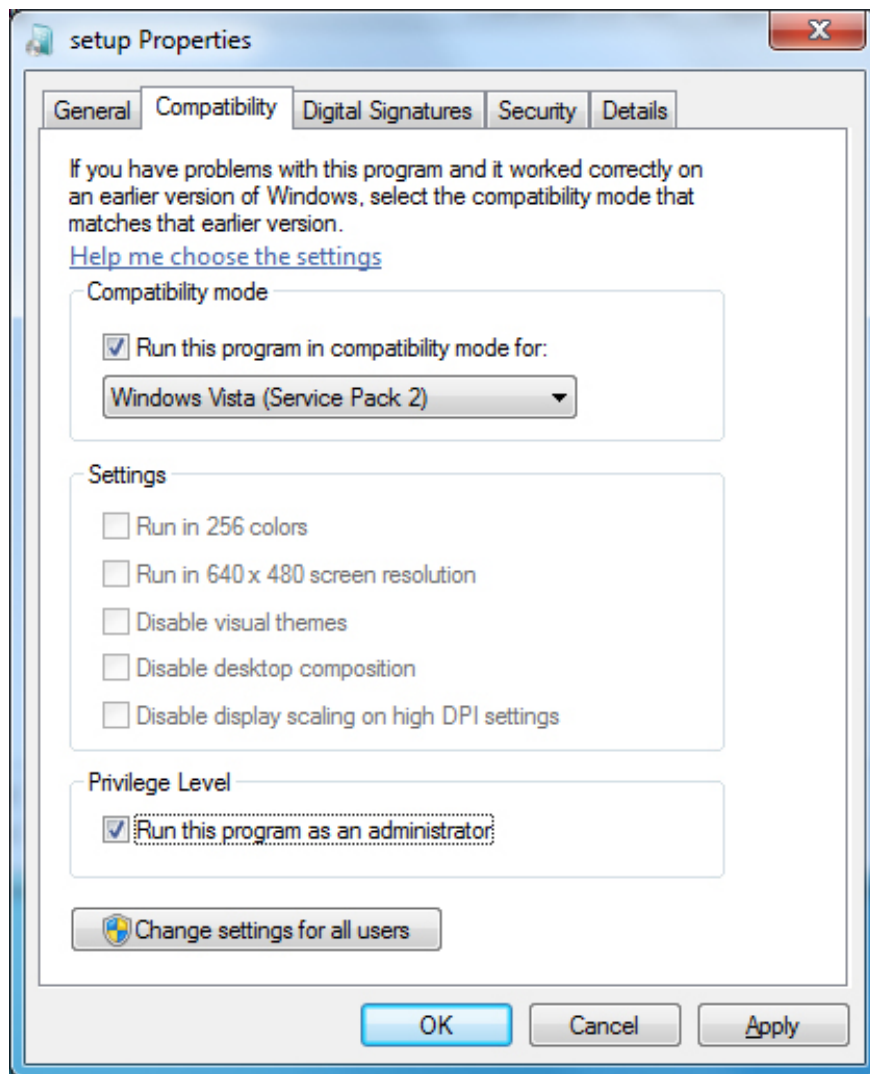 setup Properties
General Compatibility Digital Signatures Security Details
If you have problems with this program and it worked correctly on
an earlier version of Windows, select the compatibility mode that
matches that earlier version.
Help me choose the settings
Compatibility mode
Run this program in compatibility mode for:
Windows Vista (Service Pack 2)
Settings
Run in 256 colors
Run in 640 x 480 screen resolution
Disable visual themes
Disable desktop composition
Disable display scaling on high DPI settings
Privilege Level
Run this program as an administrator
Change settings for all users
OK Cancel Apply